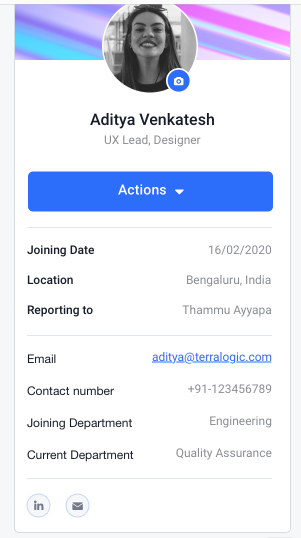 Aditya Venkatesh
UX Lead, Designer
Actions
Joining Date 16/02/2020
Location Bengaluru, India
Reporting to Thammu Ayyapa
Email aditya@terralogic.com
Contact number +91-123456789
Joining Department Engineering
Current Department Quality Assurance
in